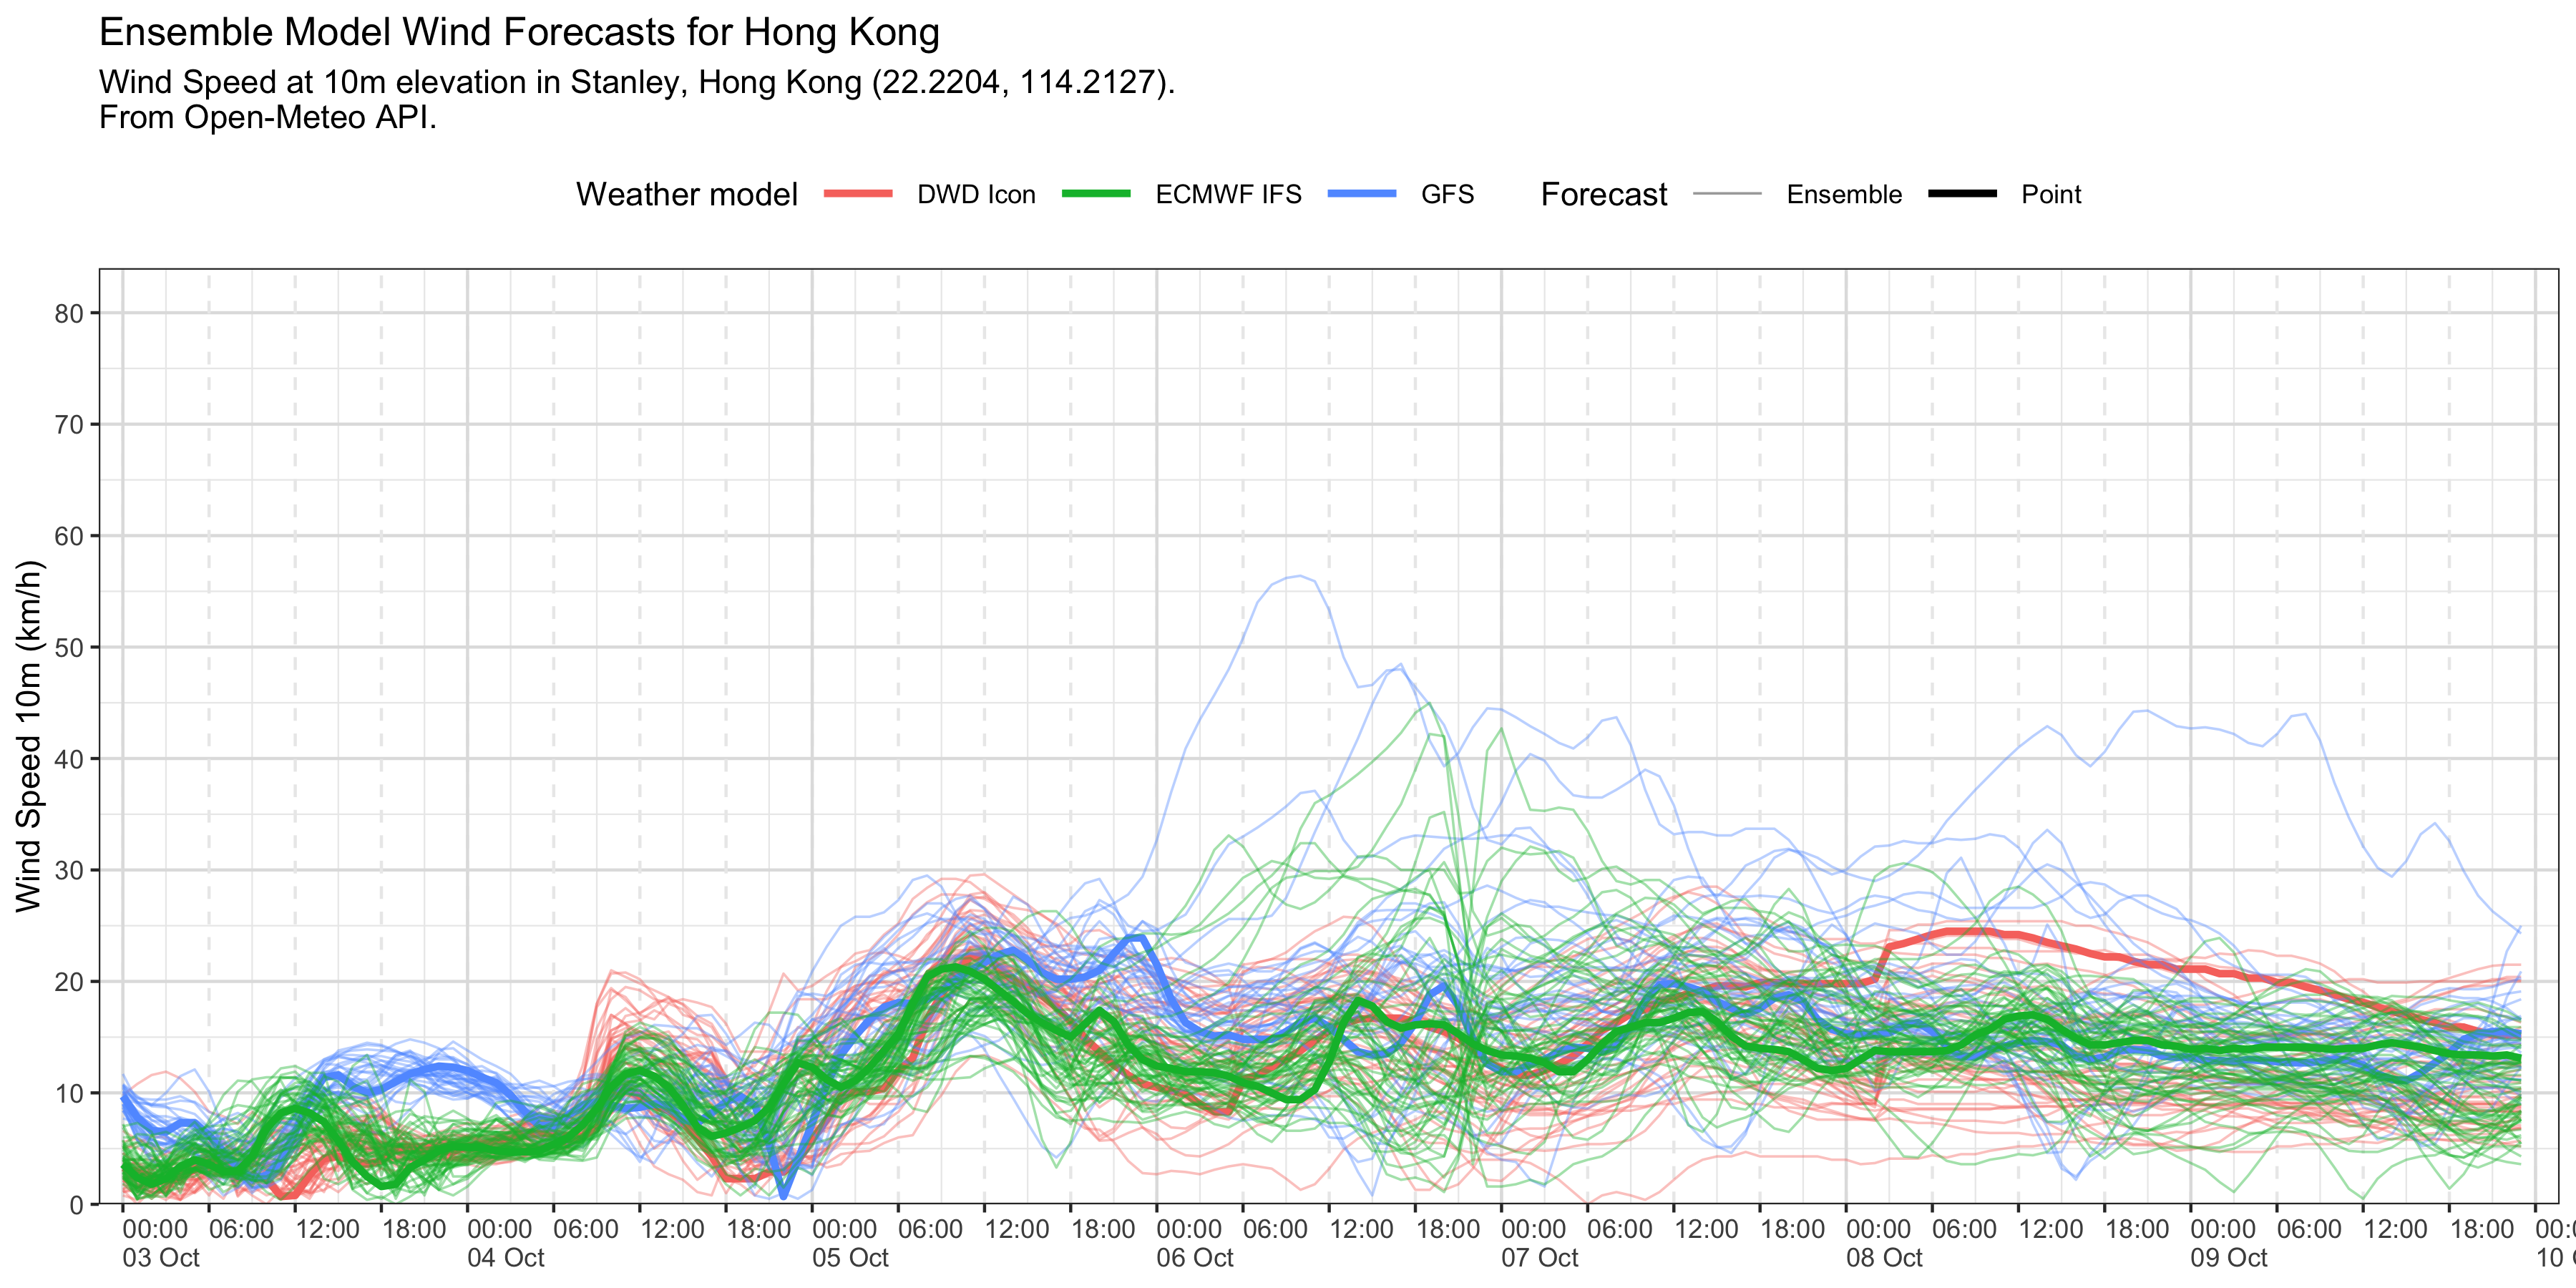 Ensemble Model Wind Forecasts for Hong Kong
Wind Speed at 10m elevation in Stanley, Hong Kong (22.2204, 114.2127).
From Open-Meteo API.
Weather model DWD Icon ECMWF IFS GFS Forecast Ensemble Point
Wind Speed 10m (km/h)
80
70
60
50
40
30
20
10
0
00:00 06:00 12:00 18:00 00:00 06:00 12:00 18:00 00:00 06:00 12:00 18:00 00:00 06:00 12:00 18:00 00:00 06:00 12:00 18:00 00:00 06:00 12:00 18:00 00:00 06:00 12:00 18:00
03 Oct 04 Oct 05 Oct 06 Oct 07 Oct 08 Oct 09 Oct 10